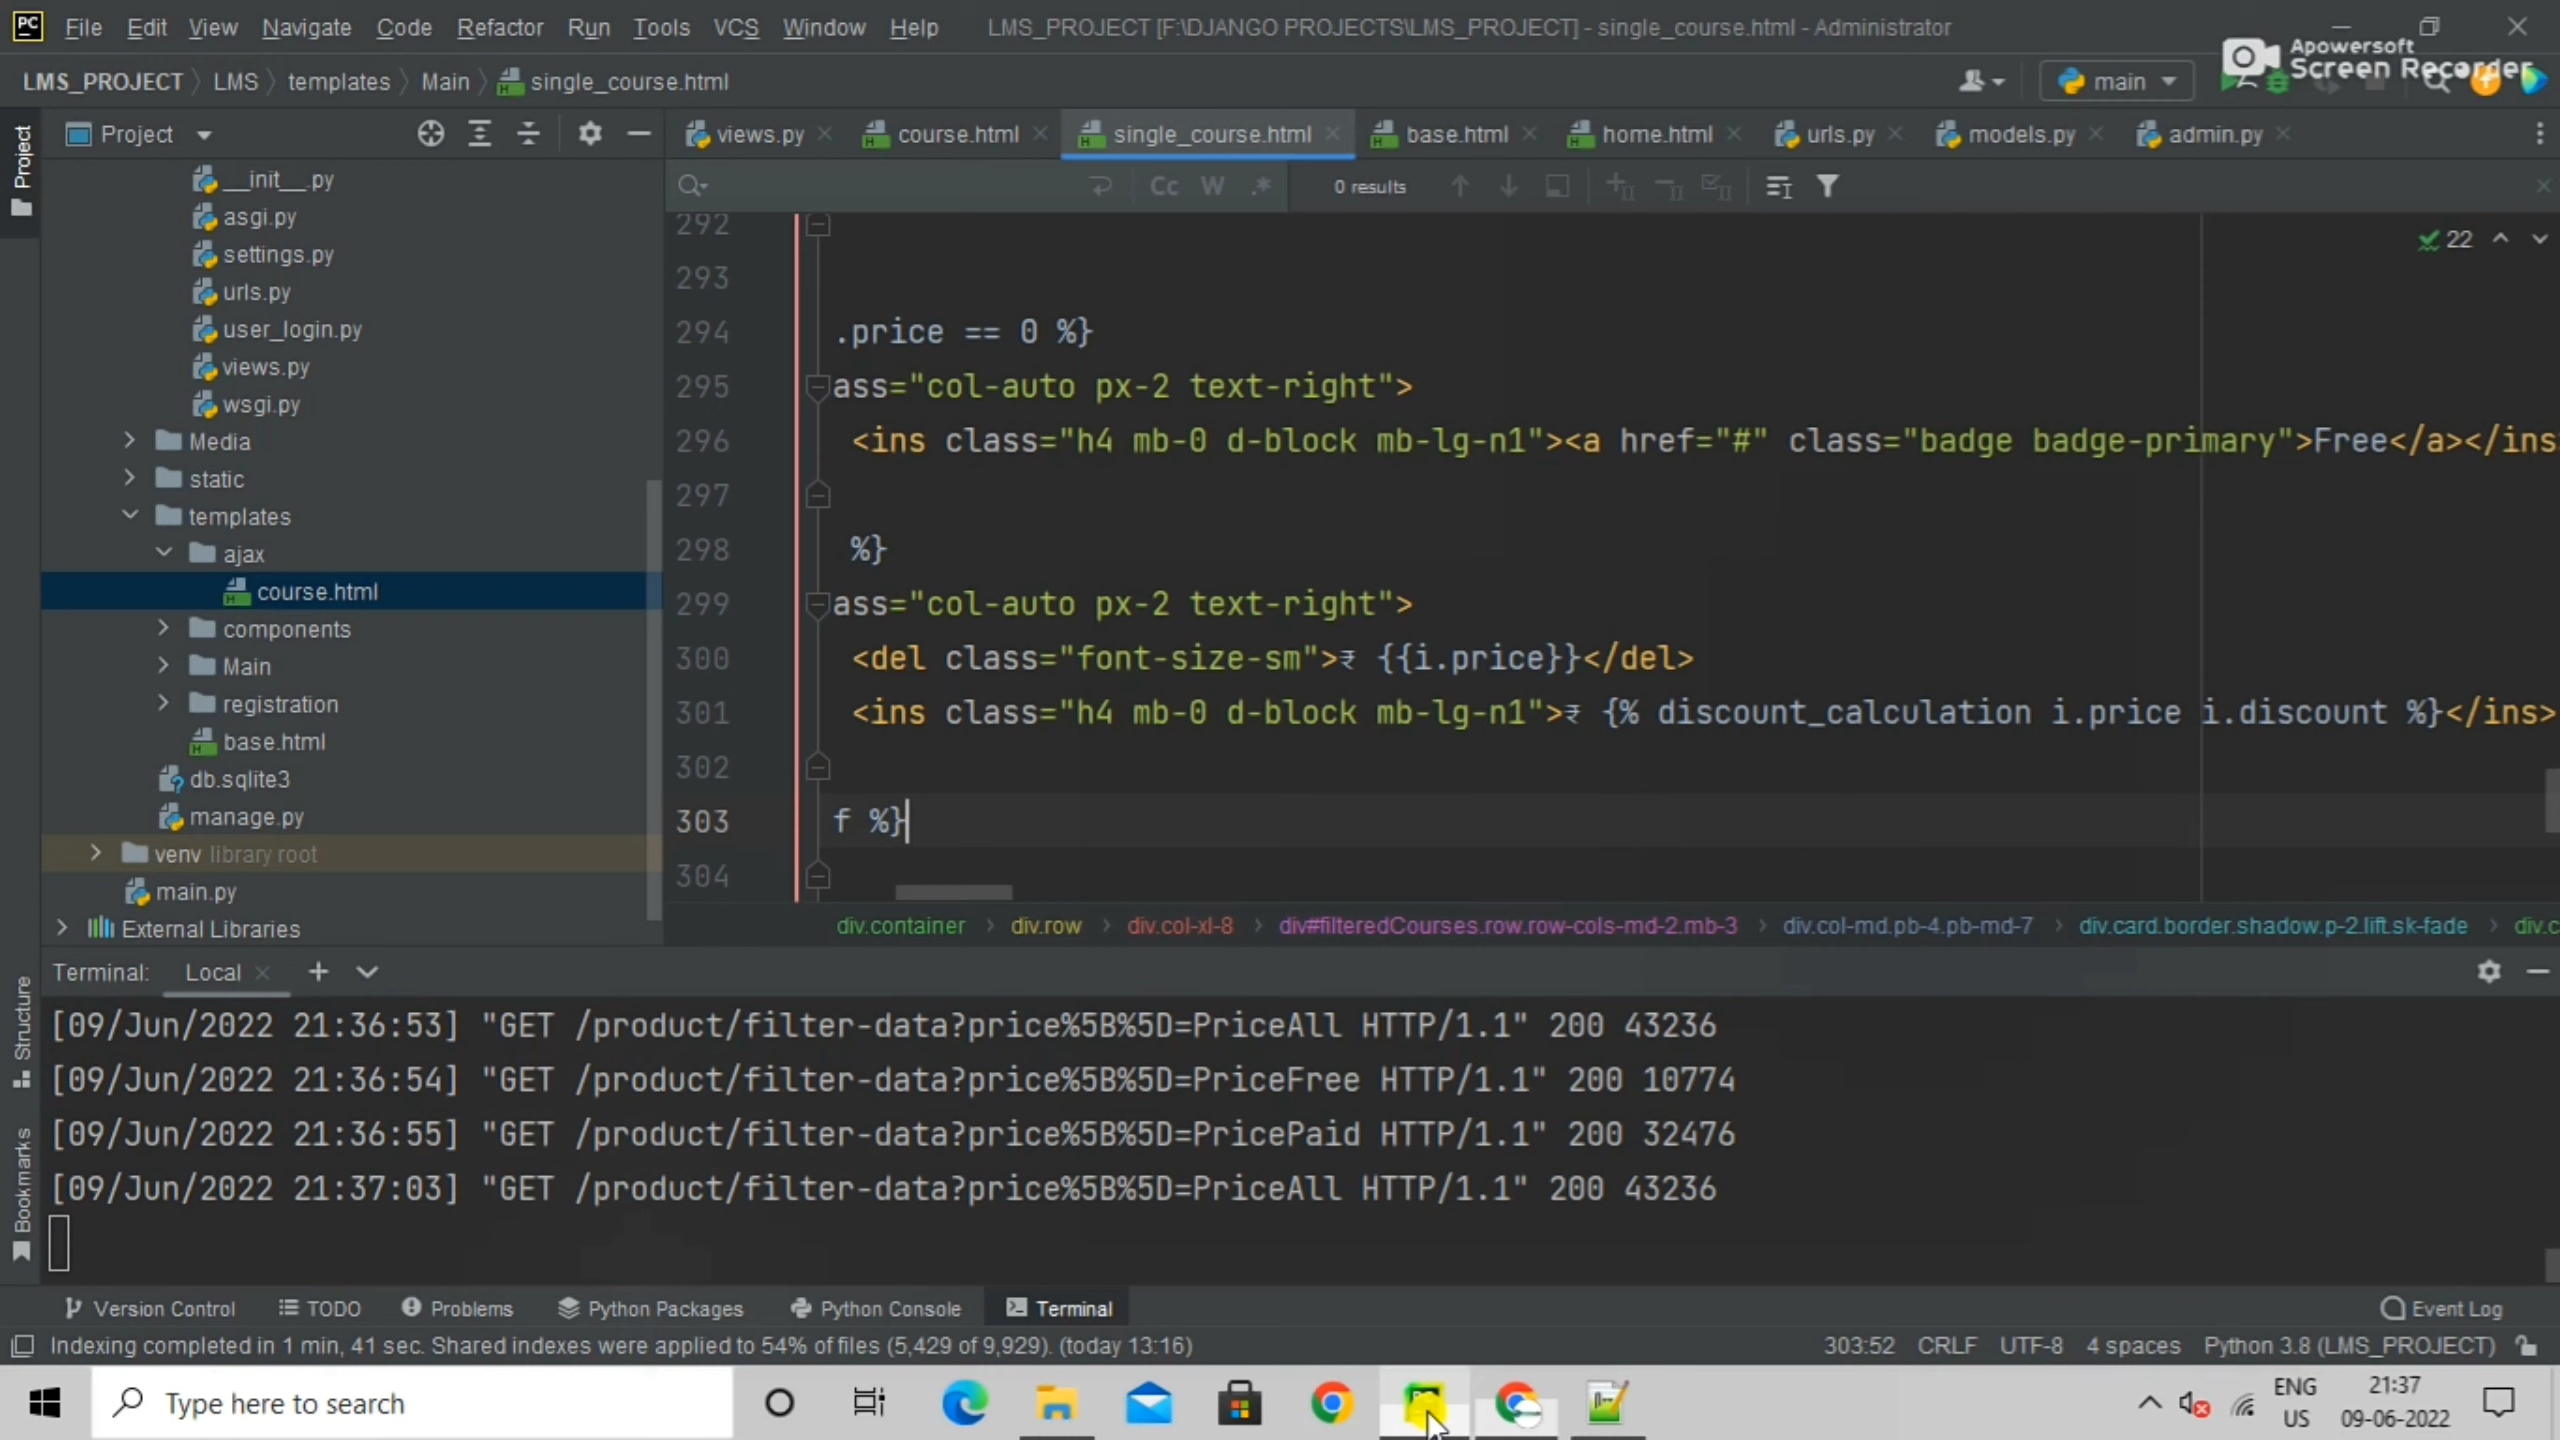 PC File Edit View Navigate Code Refactor Run Tools VCS Window Help LMS_PROJECT [F:\DJANGO PROJECTS\LMS_PROJECT] - single_course.html - Administrator
Apowersoft
Screen Recorder
LMS_PROJECT LMS templates Main single_course.html main
Project views.py course.html single_course.html base.html home.html urls.py models.py admin.py
Cc W .* 0 results
Project
__init__.py
asgi.py
settings.py
urls.py
user_login.py
views.py
wsgi.py
Media
static
templates
ajax
course.html
components
Main
registration
base.html
db.sqlite3
manage.py
venv library root
main.py
External Libraries
22
292
293
294 .price == 0 %}
295 ass="col-auto px-2 text-right">
296 <ins class="h4 mb-0 d-block mb-lg-n1"><a href="#" class="badge badge-primary">Free</a></ins
297
298 %}
299 ass="col-auto px-2 text-right">
300 <del class="font-size-sm">₹ {{i.price}}</del>
301 <ins class="h4 mb-0 d-block mb-lg-n1">₹ {% discount_calculation i.price i.discount %}</ins>
302
303 f %}
304
div.container div.row div.col-xl-8 div#filteredCourses.row.row-cols-md-2.mb-3 div.col-md.pb-4.pb-md-7 div.card.border.shadow.p-2.lift.sk-fade div.c
Structure
Bookmarks
Terminal: Local
[09/Jun/2022 21:36:53] "GET /product/filter-data?price%5B%5D=PriceAll HTTP/1.1" 200 43236
[09/Jun/2022 21:36:54] "GET /product/filter-data?price%5B%5D=PriceFree HTTP/1.1" 200 10774
[09/Jun/2022 21:36:55] "GET /product/filter-data?price%5B%5D=PricePaid HTTP/1.1" 200 32476
[09/Jun/2022 21:37:03] "GET /product/filter-data?price%5B%5D=PriceAll HTTP/1.1" 200 43236
Version Control TODO Problems Python Packages Python Console Terminal Event Log
Indexing completed in 1 min, 41 sec. Shared indexes were applied to 54% of files (5,429 of 9,929). (today 13:16) 303:52 CRLF UTF-8 4 spaces Python 3.8 (LMS_PROJECT)
Type here to search
ENG
US
21:37
09-06-2022